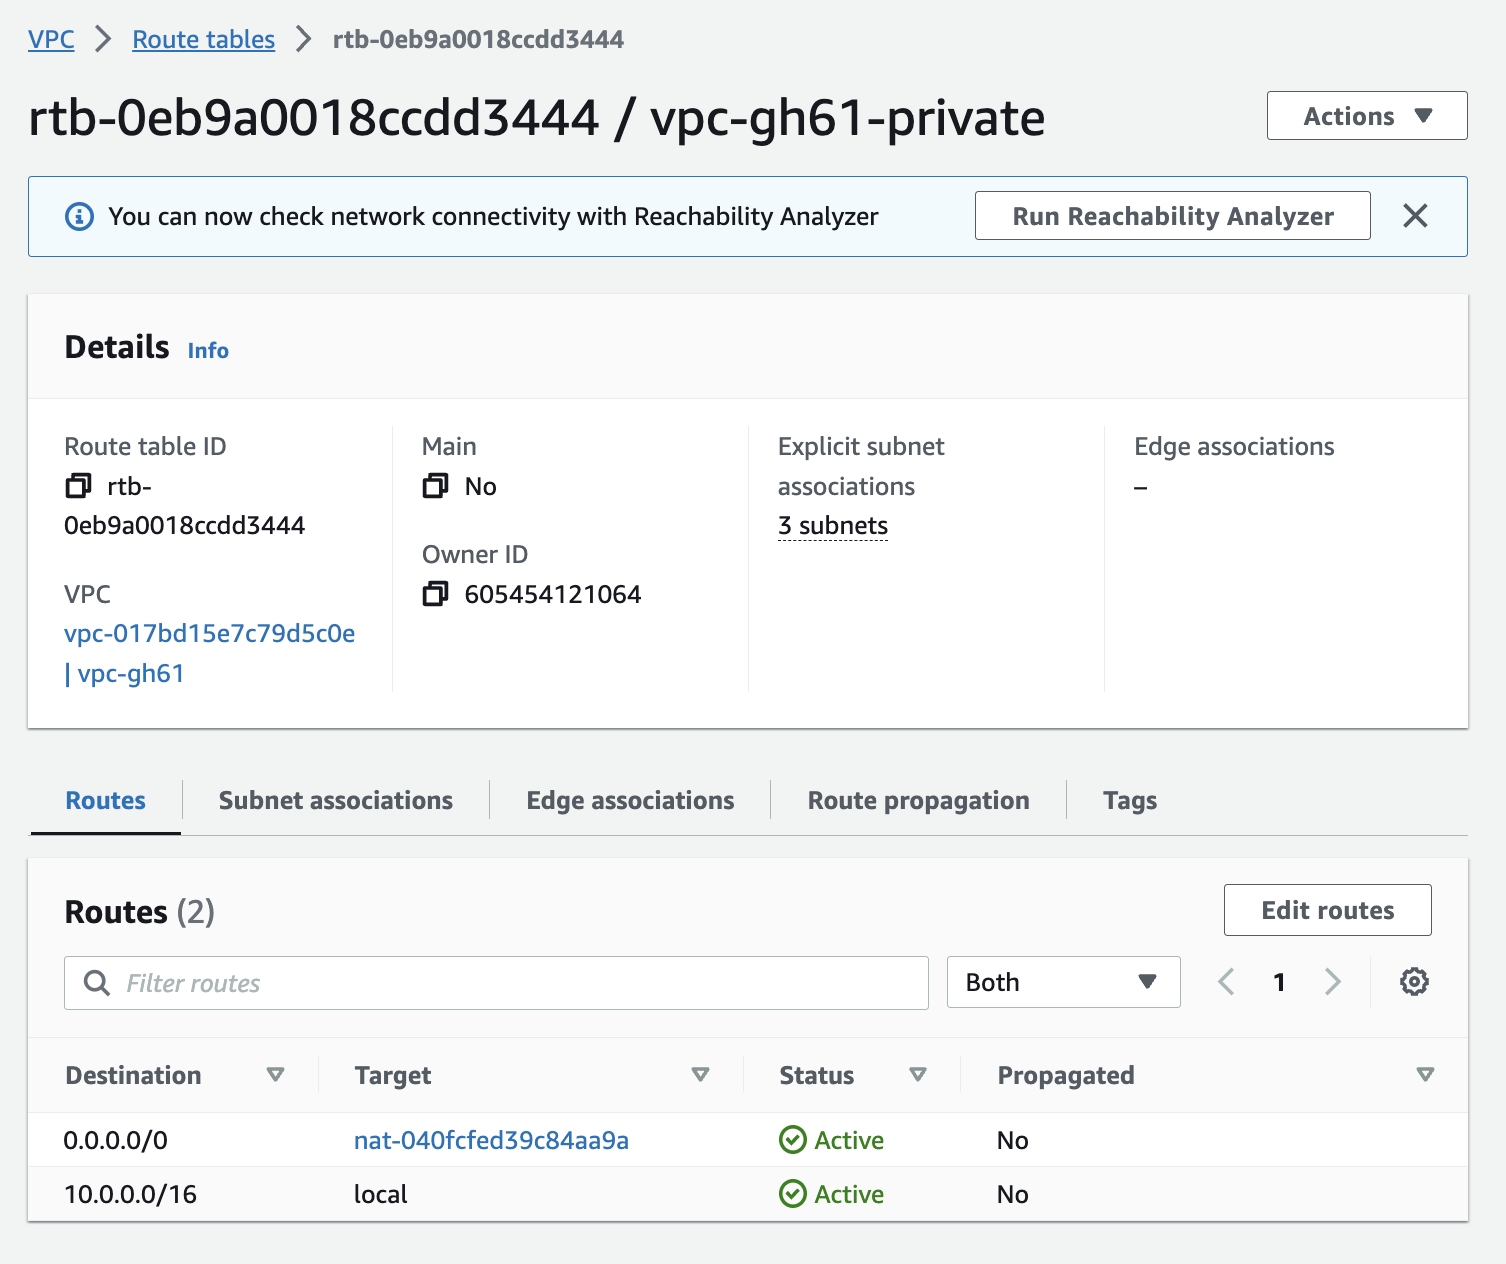 VPC > Route tables > rtb-0eb9a0018ccdd3444
rtb-0eb9a0018ccdd3444 / vpc-gh61-private
Actions
You can now check network connectivity with Reachability Analyzer
Run Reachability Analyzer
Details Info
Route table ID
rtb-
0eb9a0018ccdd3444
VPC
vpc-017bd15e7c79d5c0e
| vpc-gh61
Main
No
Owner ID
605454121064
Explicit subnet
associations
3 subnets
Edge associations
–
Routes Subnet associations Edge associations Route propagation Tags
Routes (2)
Edit routes
Filter routes
Both
1
Destination Target Status Propagated
0.0.0.0/0 nat-040fcfed39c84aa9a Active No
10.0.0.0/16 local Active No